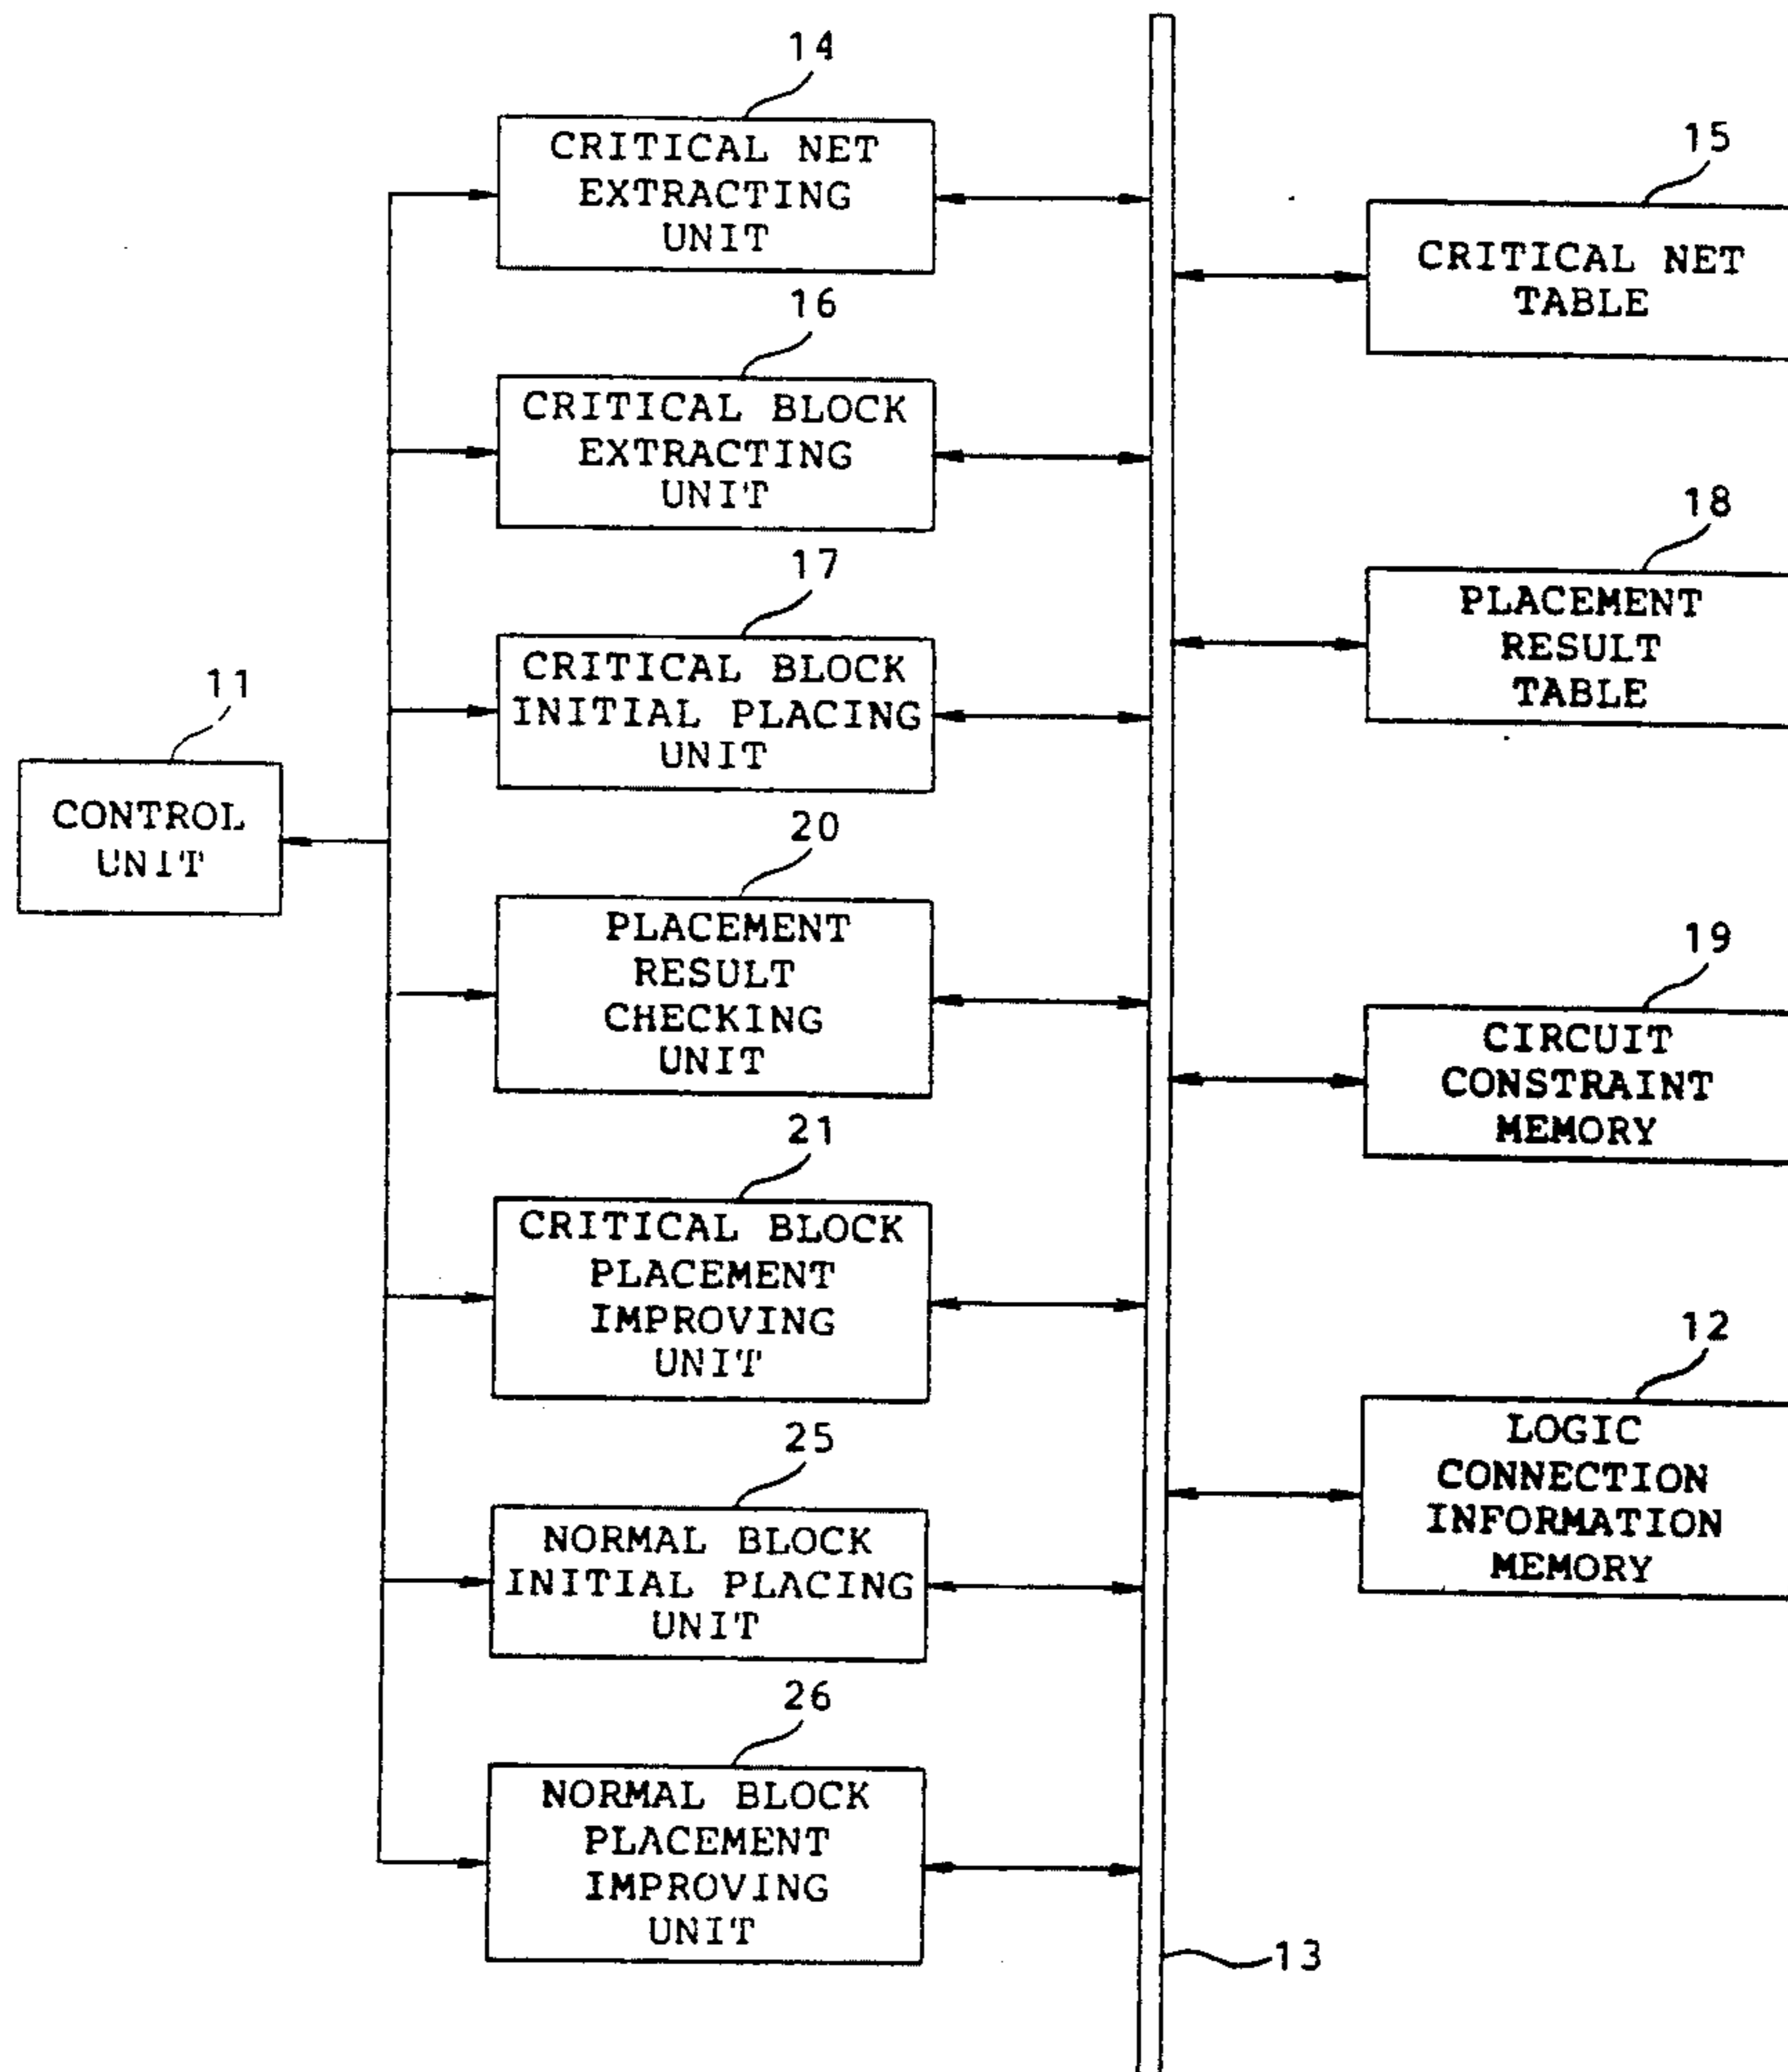 14
CRITICAL NET
EXTRACTING
UNIT
15
CRITICAL NET
TABLE
16
CRITICAL BLOCK
EXTRACTING
UNIT
18
PLACEMENT
RESULT
TABLE
17
CRITICAL BLOCK
INITIAL PLACING
UNIT
11
CONTROL
UNIT
20
PLACEMENT
RESULT
CHECKING
UNIT
19
CIRCUIT
CONSTRAINT
MEMORY
21
CRITICAL BLOCK
PLACEMENT
IMPROVING
UNIT
12
LOGIC
CONNECTION
INFORMATION
MEMORY
25
NORMAL BLOCK
INITIAL PLACING
UNIT
26
NORMAL BLOCK
PLACEMENT
IMPROVING
UNIT
13